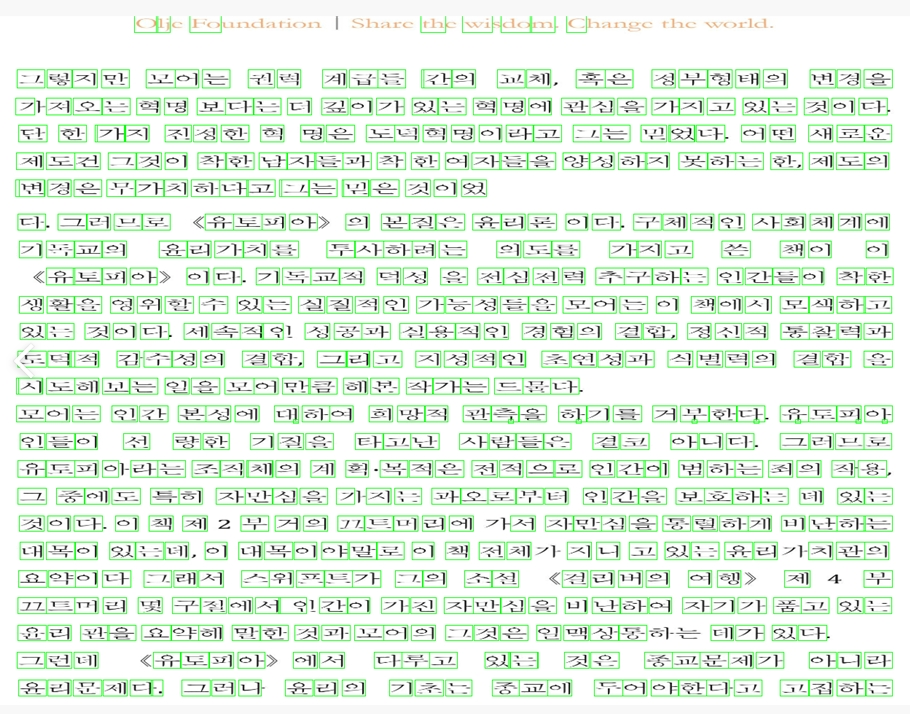 Olje Foundation | Share the wisdom. Change the world.
그렇지만 모어는 권력 계급들 간의 교체, 혹은 정부형태의 변경을
가져오는 혁명 보다는 더 깊이가 있는 혁명에 관심을 가지고 있는 것이다.
단 한 가지 진정한 혁 명은 도덕혁명이라고 그는 믿었다. 어떤 새로운
제도건 그것이 착한 남자들과 착 한 여자들을 양성하지 못하는 한, 제도의
변경은 무가치하다고 그는 믿은 것이었
다. 그러므로 《유토피아》 의 본질은 윤리론 이다. 구체적인 사회체계에
기독교의 윤리가치를 투사하려는 의도를 가지고 쓴 책이 이
《유토피아》 이다. 기독교적 덕성 을 전심전력 추구하는 인간들이 착한
생활을 영위할 수 있는 실질적인 가능성들을 모어는 이 책에서 모색하고
있는 것이다. 세속적인 성공과 실용적인 경험의 결합, 정신적 통찰력과
도덕적 감수성의 결합, 그리고 지성적인 초연성과 식별력의 결합 을
시도해보는 일을 모어만큼 해본 작가는 드물다.
모어는 인간 본성에 대하여 희망적 관측을 하기를 거부한다. 유토피아
인들이 선 량한 기질을 타고난 사람들은 결코 아니다. 그러므로
유토피아라는 조직체의 계 획·목적은 전적으로 인간이 범하는 죄의 작용,
그 중에도 특히 자만심을 가지는 과오로부터 인간을 보호하는 데 있는
것이다. 이 책 제 2 부 거의 끄트머리에 가서 자만심을 통렬하게 비난하는
대목이 있는데, 이 대목이야말로 이 책 전체가 지니 고 있는 윤리가치관의
요약이다 그래서 스위프트가 그의 소설 《걸리버의 여행》 제 4 부
끄트머리 몇 구절에서 인간이 가진 자만심을 비난하여 자기가 품고 있는
윤리 관을 요약해 말한 것과 모어의 그것은 일맥상통하는 데가 있다.
그런데 《유토피아》 에서 다루고 있는 것은 종교문제가 아니라
윤리문제다. 그러나 윤리의 기초는 종교에 두어야한다고 고집하는